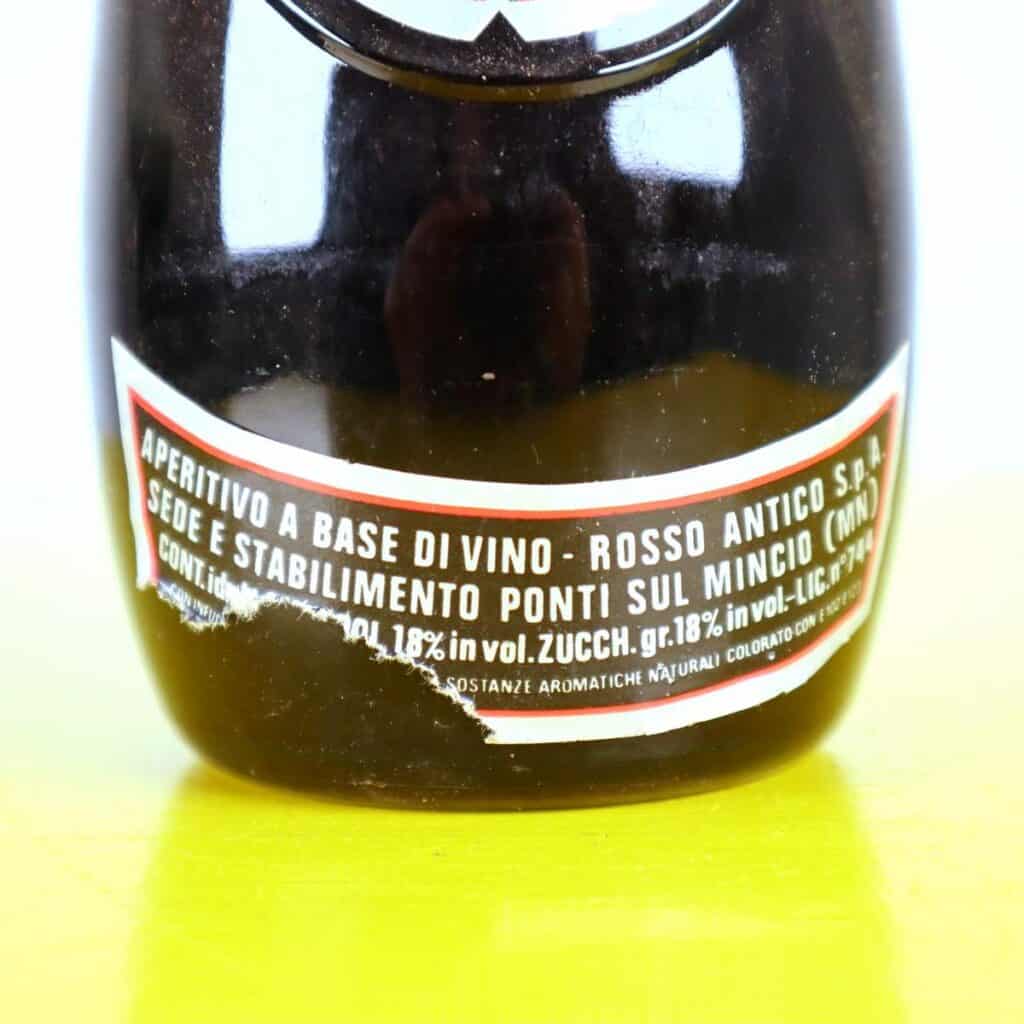 APERITIVO A BASE DI VINO - ROSSO ANTICO S.p.A.
SEDE E STABILIMENTO PONTI SUL MINCIO (MN)
CONT. 18% in vol. ZUCCH. gr. 18% in vol.-LIC. n°
SOSTANZE AROMATICHE NATURALI COLORATO CON E